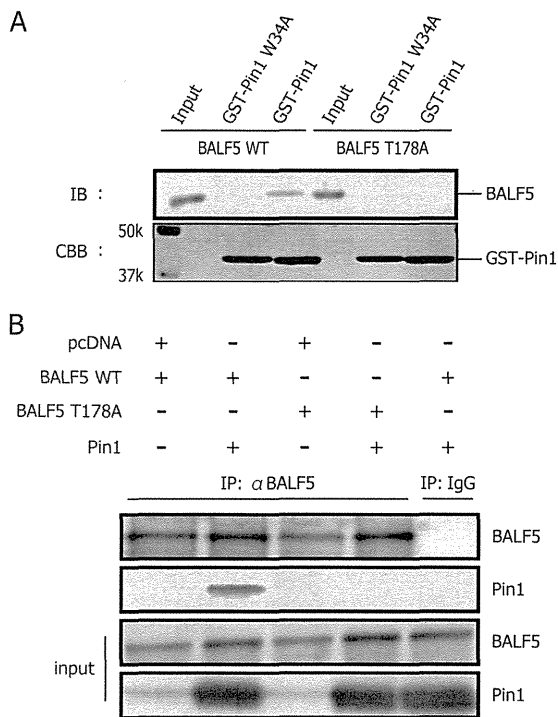 A
Input
GST-Pin1 W34A
GST-Pin1
Input
GST-Pin1 W34A
GST-Pin1
BALF5 WT
BALF5 T178A
IB :
BALF5
CBB :
50k
37k
GST-Pin1
B
pcDNA + - + - -
BALF5 WT + + - - +
BALF5 T178A - - + + -
Pin1 - + - + +
IP: αBALF5
IP: IgG
BALF5
Pin1
input
BALF5
Pin1